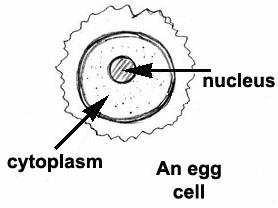 nucleus
cytoplasm
An egg
cell